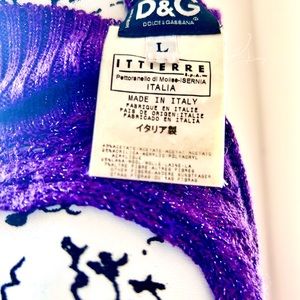 D&G
DOLCE & GABBANA
L
ITTIERRE
S.p.A.
Pettoranello di Molise-ISERNIA
ITALIA
MADE IN ITALY
FABRIQUE EN ITALIE
PAIS DE ORIGEN: ITALIE
FABRICADO EN ITALIA
イタリア製